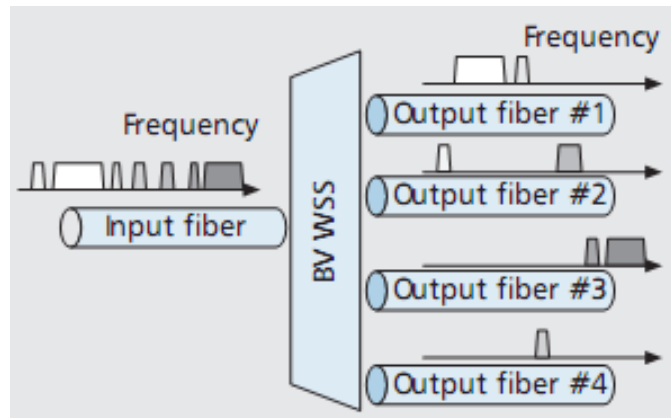 Frequency
Input fiber
BV WSS
Frequency
Output fiber #1
Output fiber #2
Output fiber #3
Output fiber #4